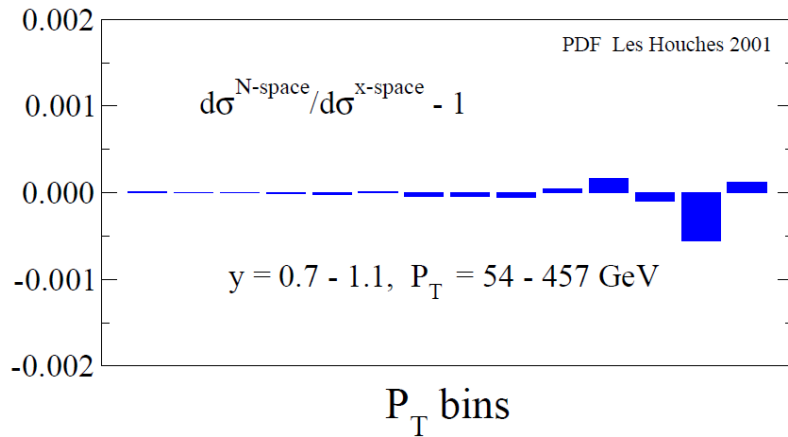 0.002
PDF Les Houches 2001
0.001
dσ^N-space/dσ^x-space - 1
0.000
-0.001
y = 0.7 - 1.1, P_T = 54 - 457 GeV
-0.002
P_T bins